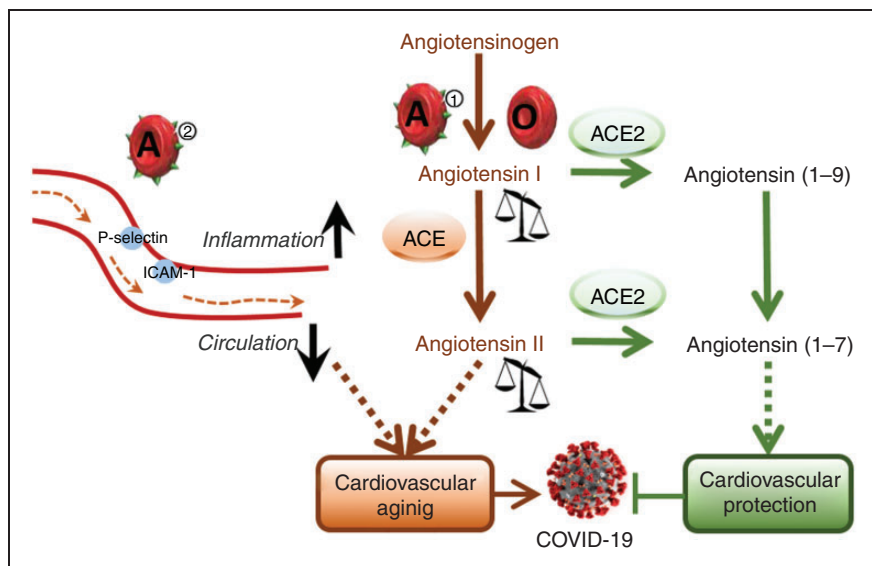 Angiotensinogen
A ①
O
A ②
ACE2
Angiotensin I
Angiotensin (1–9)
P-selectin
Inflammation
ACE
ICAM-1
ACE2
Circulation
Angiotensin II
Angiotensin (1–7)
Cardiovascular
aginig
COVID-19
Cardiovascular
protection